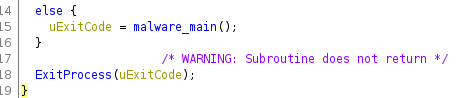 14 else {
15 uExitCode = malware_main();
16 }
17 /* WARNING: Subroutine does not return */
18 ExitProcess(uExitCode);
19 }